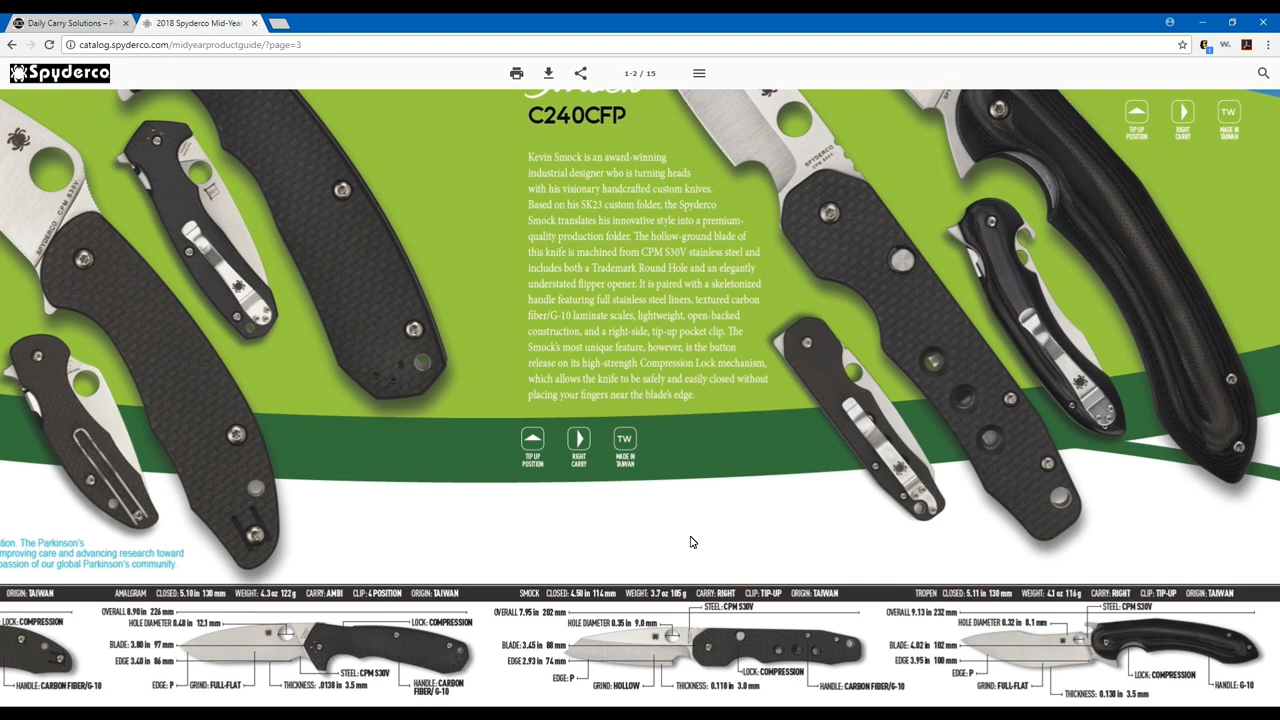 Daily Carry Solutions – P
2018 Spyderco Mid-Yea
catalog.spyderco.com/midyearproductguide/?page=3
Spyderco
1-2 / 15
C240CFP
Kevin Smock is an award-winning
industrial designer who is turning heads
with his visionary handcrafted custom knives.
Based on his SK23 custom folder, the Spyderco
Smock translates his innovative style into a premium-
quality production folder. The hollow-ground blade of
this knife is machined from CPM S30V stainless steel and
includes both a Trademark Round Hole and an elegantly
understated flipper opener. It is paired with a skeletonized
handle featuring full stainless steel liners, textured carbon
fiber/G-10 laminate scales, lightweight, open-backed
construction, and a right-side, tip-up pocket clip. The
Smock's most unique feature, however, is the button
release on its high-strength Compression Lock mechanism,
which allows the knife to be safely and easily closed without
placing your fingers near the blade's edge.
TIP UP POSITION
RIGHT CARRY
TW MADE IN TAIWAN
TIP UP POSITION
RIGHT CARRY
TW MADE IN TAIWAN
SPYDERCO CPM S30V
SPYDERCO
CPM S30V
tion. The Parkinson's
mproving care and advancing research toward
passion of our global Parkinson's community.
ORIGIN: TAIWAN
AMALGRAM CLOSED: 5.10 in 130 mm WEIGHT: 4.3 oz 122 g CARRY: AMBI CLIP: 4 POSITION ORIGIN: TAIWAN
SMOCK CLOSED: 4.50 in 114 mm WEIGHT: 3.7 oz 105 g CARRY: RIGHT CLIP: TIP-UP ORIGIN: TAIWAN
TROPEN CLOSED: 5.11 in 130 mm WEIGHT: 4.1 oz 116 g CARRY: RIGHT CLIP: TIP-UP ORIGIN: TAIWAN
LOCK: COMPRESSION
HANDLE: CARBON FIBER/G-10
OVERALL 8.90 in 226 mm
HOLE DIAMETER 0.48 in 12.1 mm
LOCK: COMPRESSION
BLADE: 3.80 in 97 mm
EDGE 3.40 in 86 mm
STEEL: CPM S30V
EDGE: P
GRIND: FULL-FLAT
THICKNESS: .0138 in 3.5 mm
HANDLE: CARBON
FIBER/ G-10
OVERALL 7.95 in 202 mm
STEEL: CPM S30V
HOLE DIAMETER 0.35 in 9.0 mm
BLADE: 3.45 in 88 mm
EDGE 2.93 in 74 mm
LOCK: COMPRESSION
EDGE: P
GRIND: HOLLOW
THICKNESS: 0.118 in 3.0 mm
HANDLE: CARBON FIBER/G-10
OVERALL 9.13 in 232 mm
STEEL: CPM S30V
HOLE DIAMETER 0.32 in 8.1 mm
BLADE: 4.02 in 102 mm
EDGE 3.95 in 100 mm
EDGE: P
LOCK: COMPRESSION
GRIND: FULL-FLAT
HANDLE: G-10
THICKNESS: 0.138 in 3.5 mm